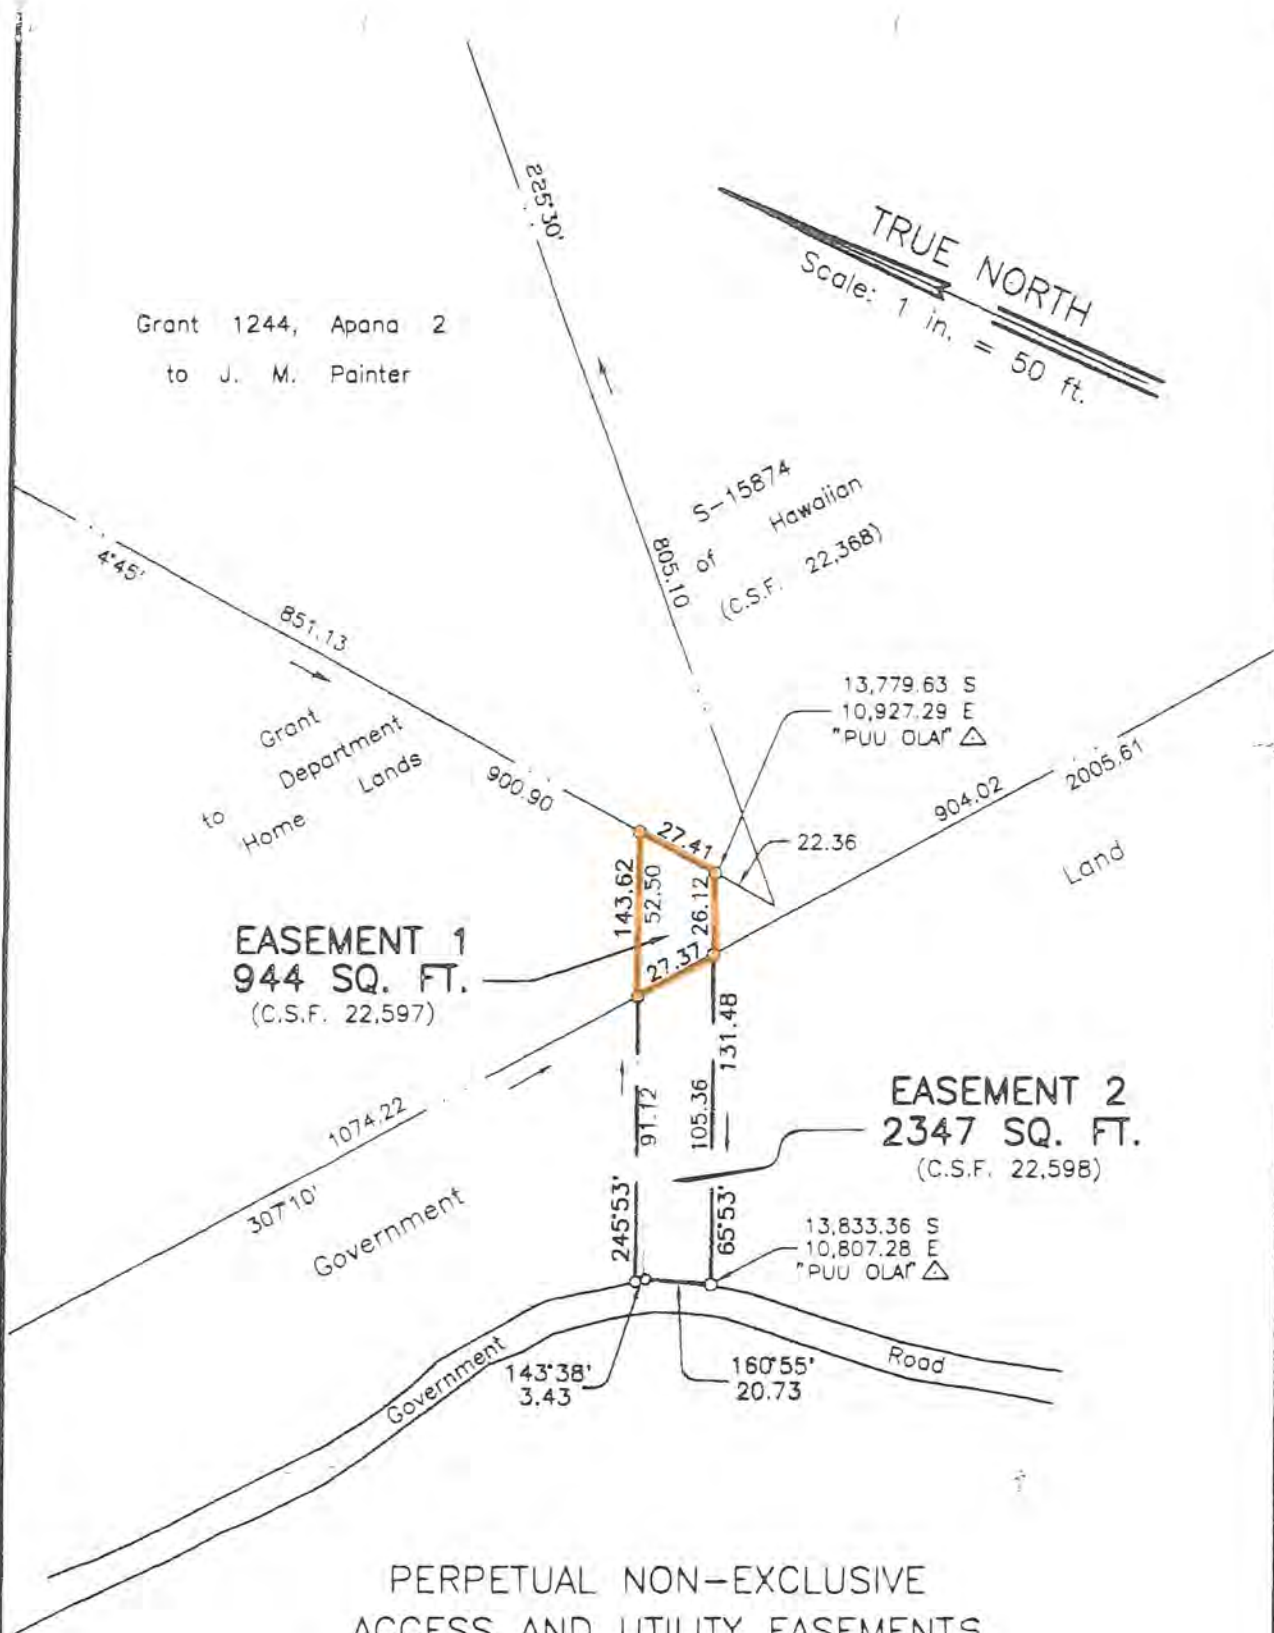 225°30'
TRUE NORTH
Scale: 1 in. = 50 ft.
Grant 1244, Apana 2
to J. M. Painter
S-15874
of Hawaiian
(C.S.F. 22,368)
805.10
4°45'
851.13
Grant
Department
to Home Lands
900.90
13,779.63 S
10,927.29 E
"PUU OLAI"
904.02
2005.61
Land
27.41
22.36
143.62
52.50
26.12
27.37
EASEMENT 1
944 SQ. FT.
(C.S.F. 22,597)
131.48
91.12
105.36
1074.22
307°10'
Government
EASEMENT 2
2347 SQ. FT.
(C.S.F. 22,598)
245°53'
65°53'
13,833.36 S
10,807.28 E
"PUU OLAI"
Government Road
143°38'
3.43
160°55'
20.73
PERPETUAL NON-EXCLUSIVE
ACCESS AND UTILITY EASEMENTS